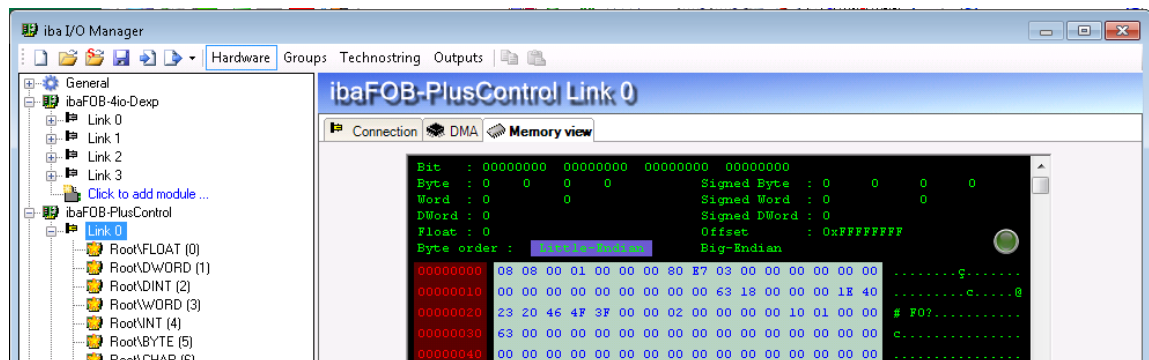 iba I/O Manager
Hardware Groups Technostring Outputs
General
ibaFOB-4io-Dexp
Link 0
Link 1
Link 2
Link 3
Click to add module ...
ibaFOB-PlusControl
Link 0
Root\FLOAT (0)
Root\DWORD (1)
Root\DINT (2)
Root\WORD (3)
Root\INT (4)
Root\BYTE (5)
Root\CHAR (6)
ibaFOB-PlusControl Link 0
Connection DMA Memory view
Bit : 00000000 00000000 00000000 00000000
Byte : 0 0 0 0 Signed Byte : 0 0 0 0
Word : 0 0 Signed Word : 0 0
DWord : 0 Signed DWord : 0
Float : 0 Offset : 0xFFFFFFFF
Byte order : Little-Endian Big-Endian
00000000 08 08 00 01 00 00 00 80 E7 03 00 00 00 00 00 00 ........ç.......
00000010 00 00 00 00 00 00 00 00 00 63 18 00 00 00 1E 40 .........c.....@
00000020 23 20 46 4F 3F 00 00 02 00 00 00 00 10 01 00 00 # FO?...........
00000030 63 00 00 00 00 00 00 00 00 00 00 00 00 00 00 00 c...............
00000040 00 00 00 00 00 00 00 00 00 00 00 00 00 00 00 00 ................